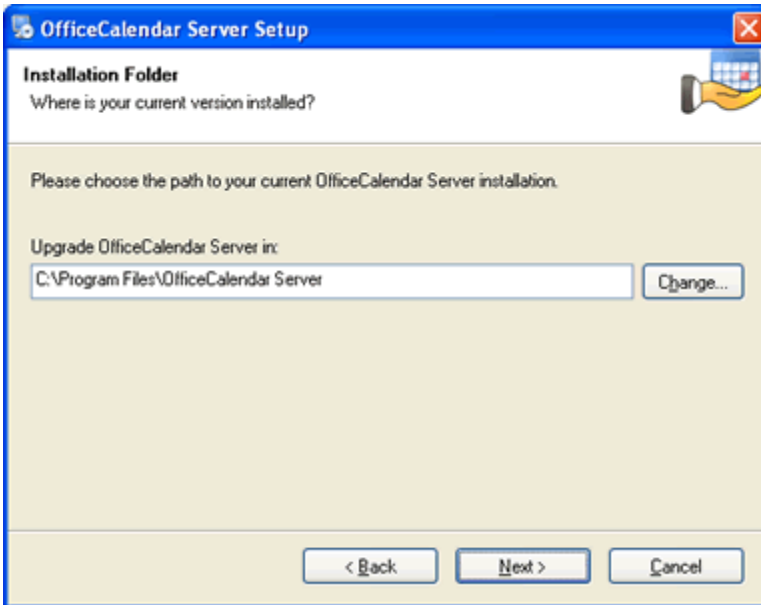 OfficeCalendar Server Setup
Installation Folder
Where is your current version installed?
Please choose the path to your current OfficeCalendar Server installation.
Upgrade OfficeCalendar Server in:
C:\Program Files\OfficeCalendar Server
Change...
< Back
Next >
Cancel